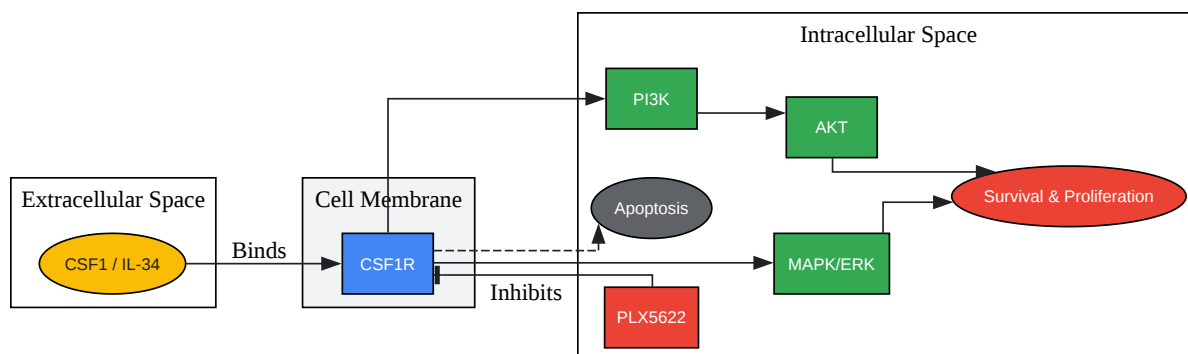 Intracellular Space
PI3K
AKT
Extracellular Space
Cell Membrane
Apoptosis
Survival & Proliferation
Binds
CSF1 / IL-34
CSF1R
MAPK/ERK
Inhibits
PLX5622